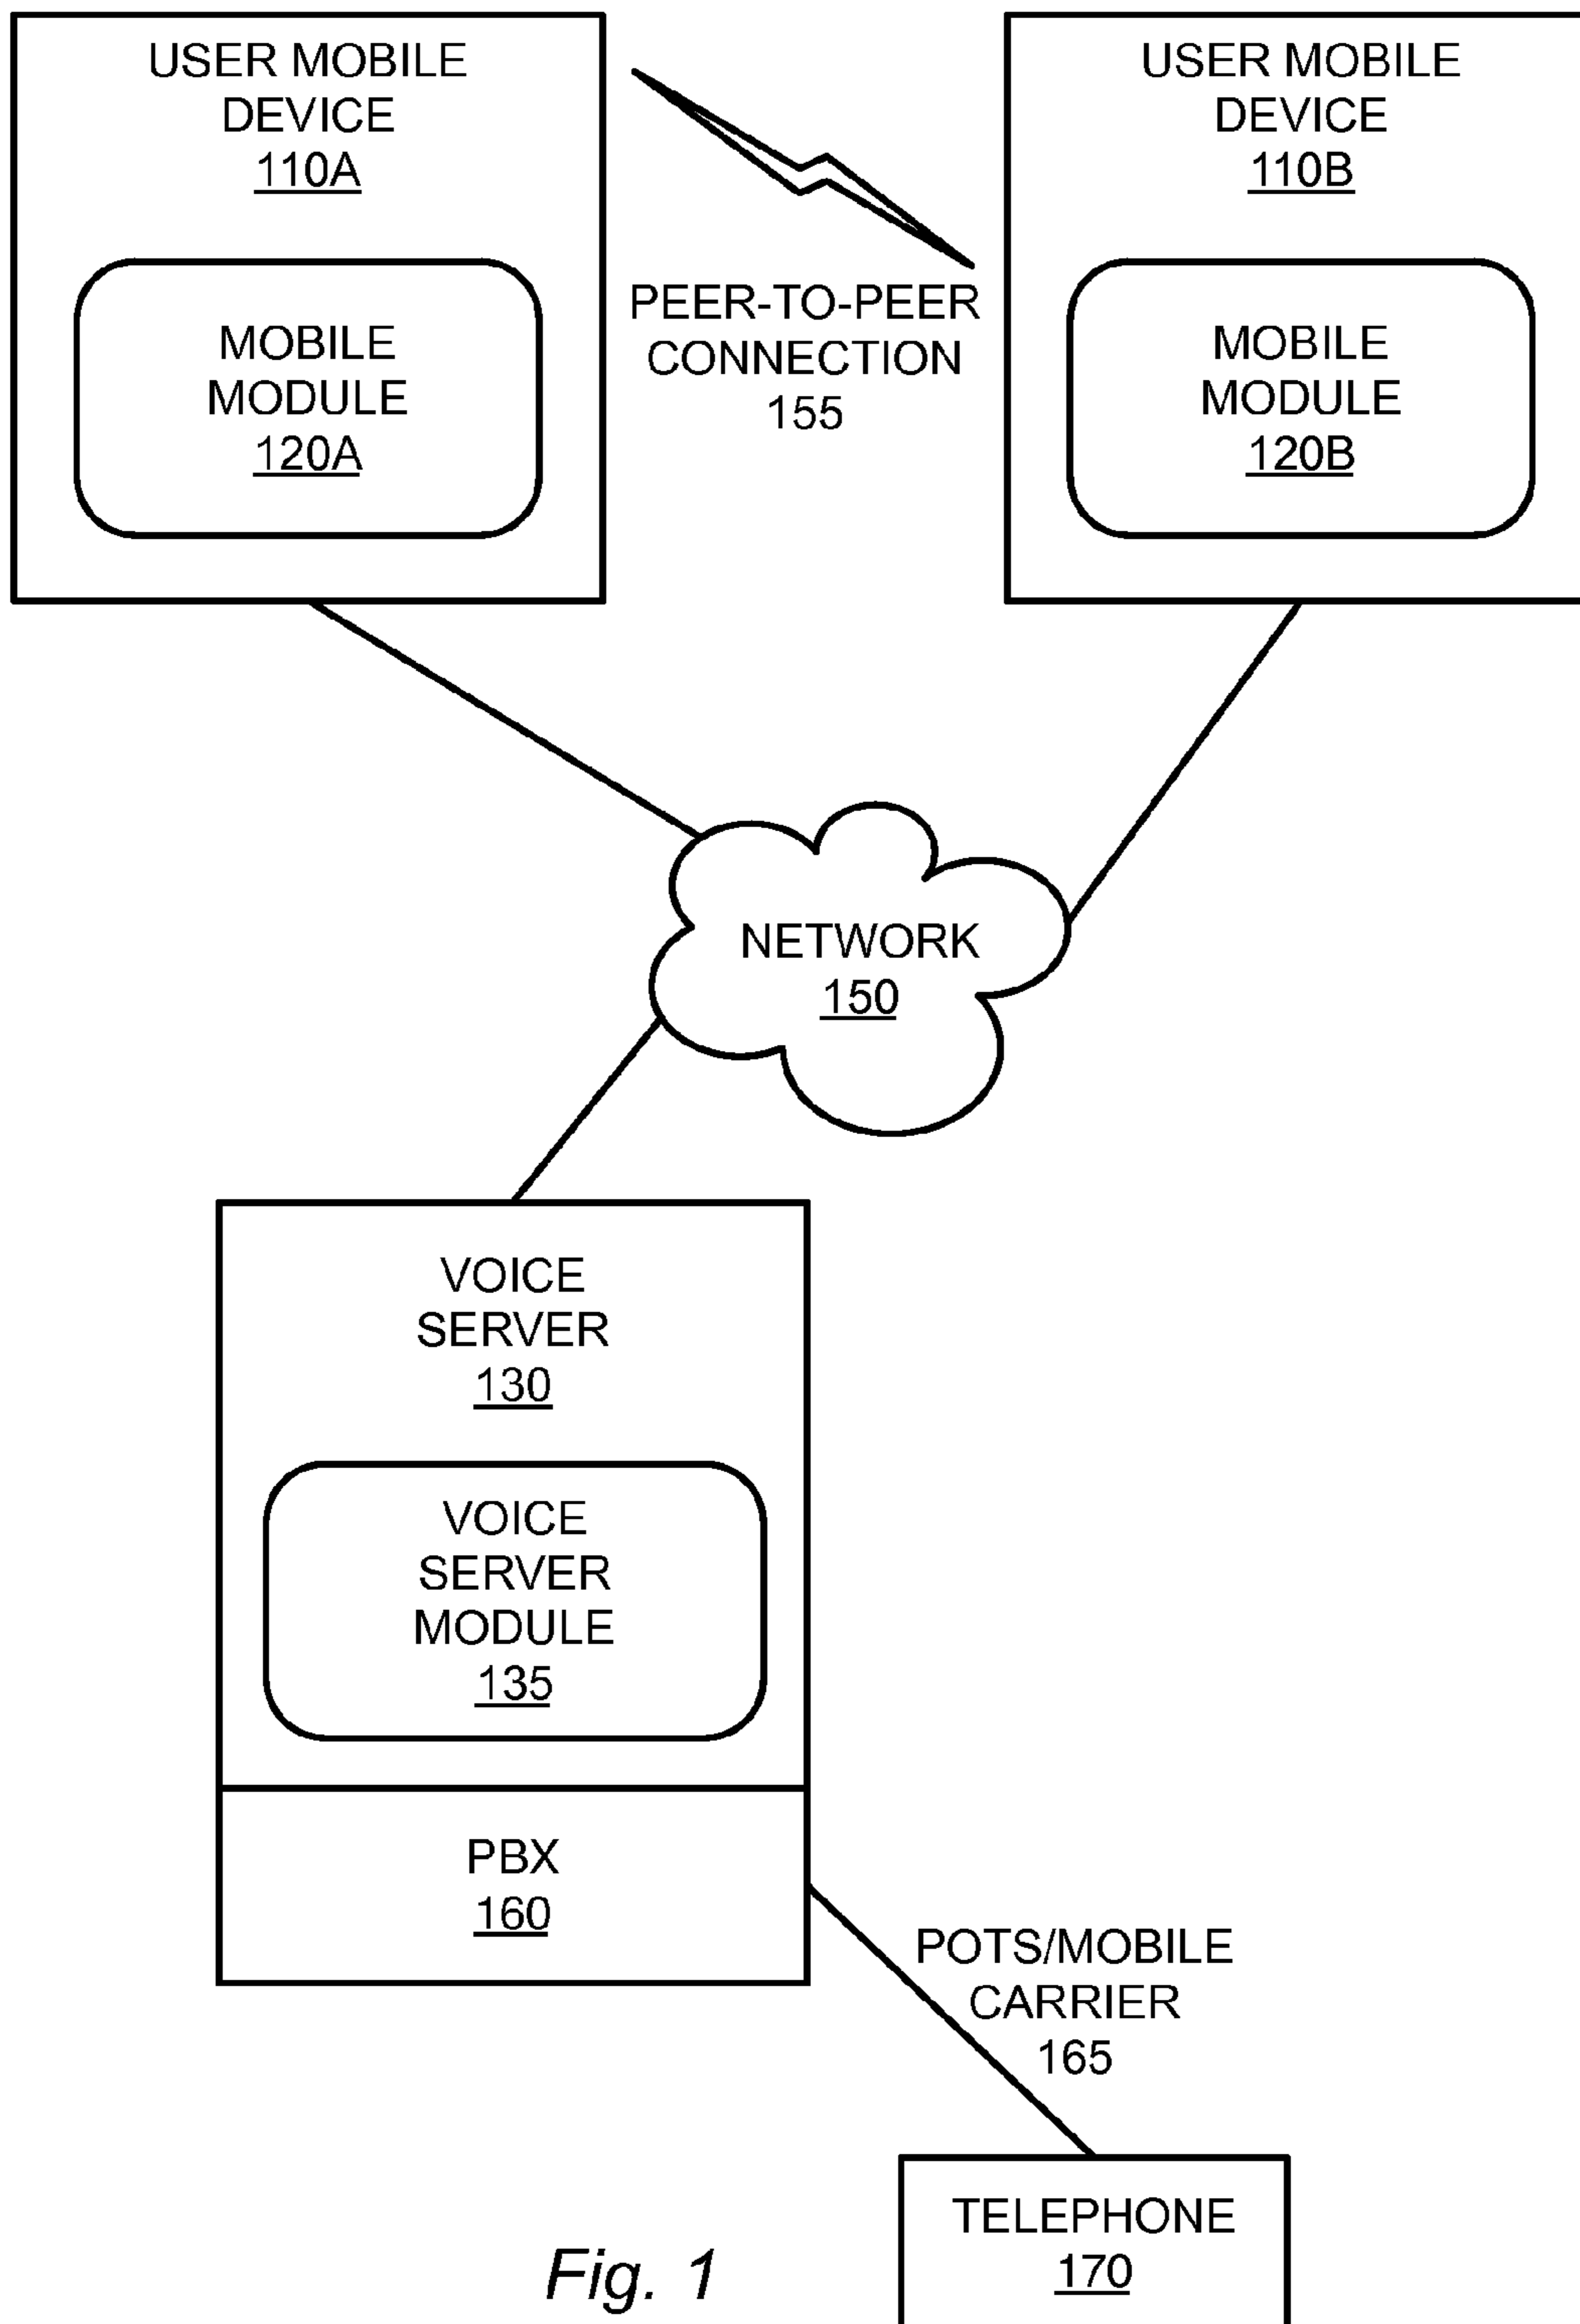 USER MOBILE
DEVICE
110A
MOBILE
MODULE
120A
PEER-TO-PEER
CONNECTION
155
USER MOBILE
DEVICE
110B
MOBILE
MODULE
120B
NETWORK
150
VOICE
SERVER
130
VOICE
SERVER
MODULE
135
PBX
160
POTS/MOBILE
CARRIER
165
TELEPHONE
170
Fig. 1